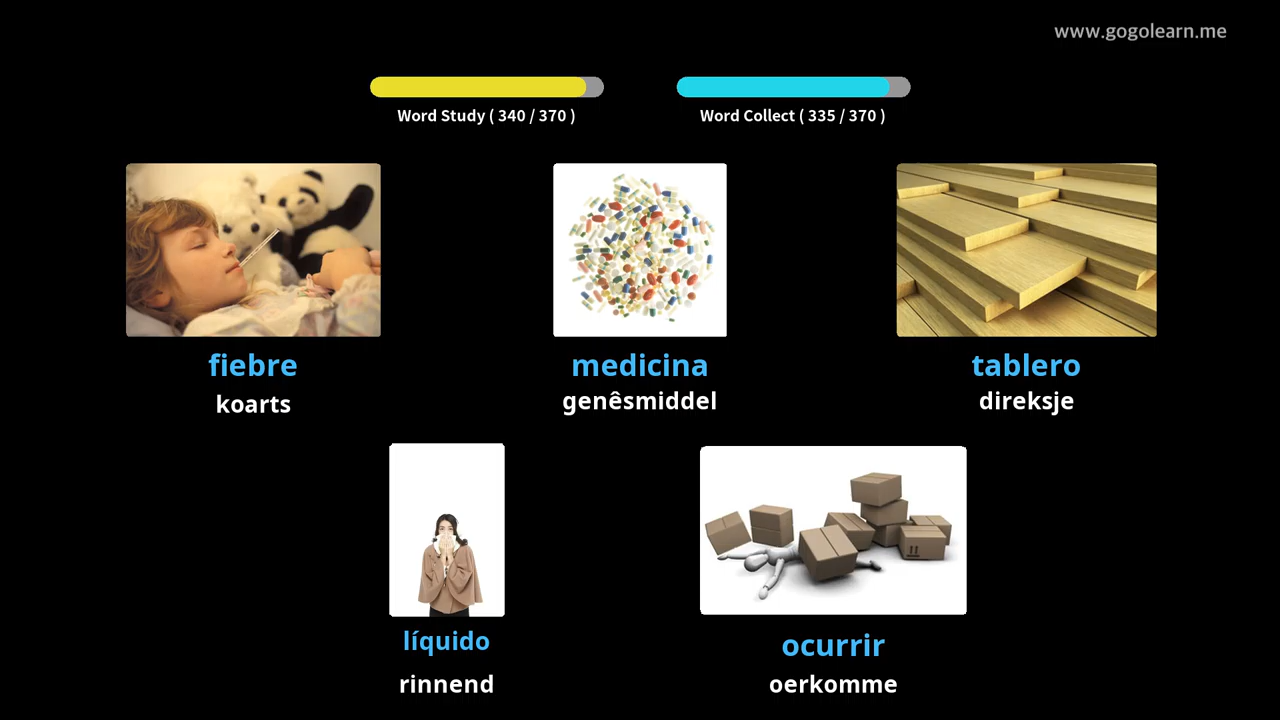 www.gogolearn.me
Word Study ( 340 / 370 )
Word Collect ( 335 / 370 )
fiebre
koarts
medicina
genêsmiddel
tablero
direksje
líquido
rinnend
ocurrir
oerkomme